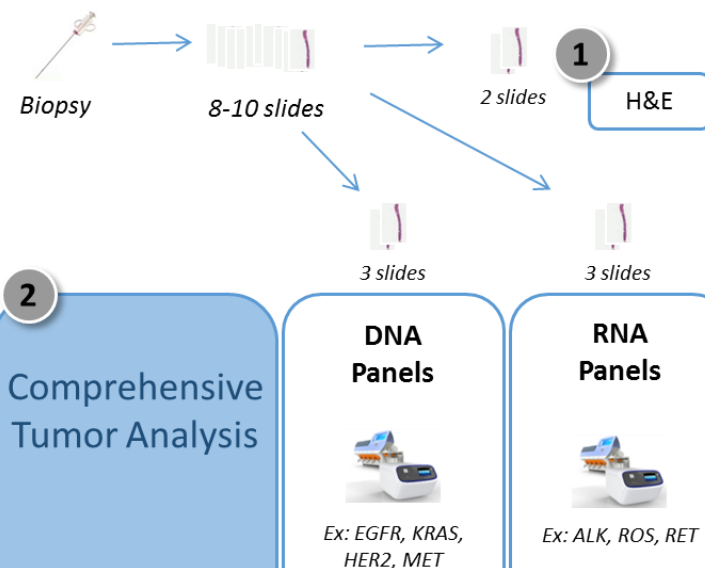 Biopsy
8-10 slides
2 slides
1
H&E
3 slides
3 slides
2
Comprehensive
Tumor Analysis
DNA
Panels
Ex: EGFR, KRAS,
HER2, MET
RNA
Panels
Ex: ALK, ROS, RET